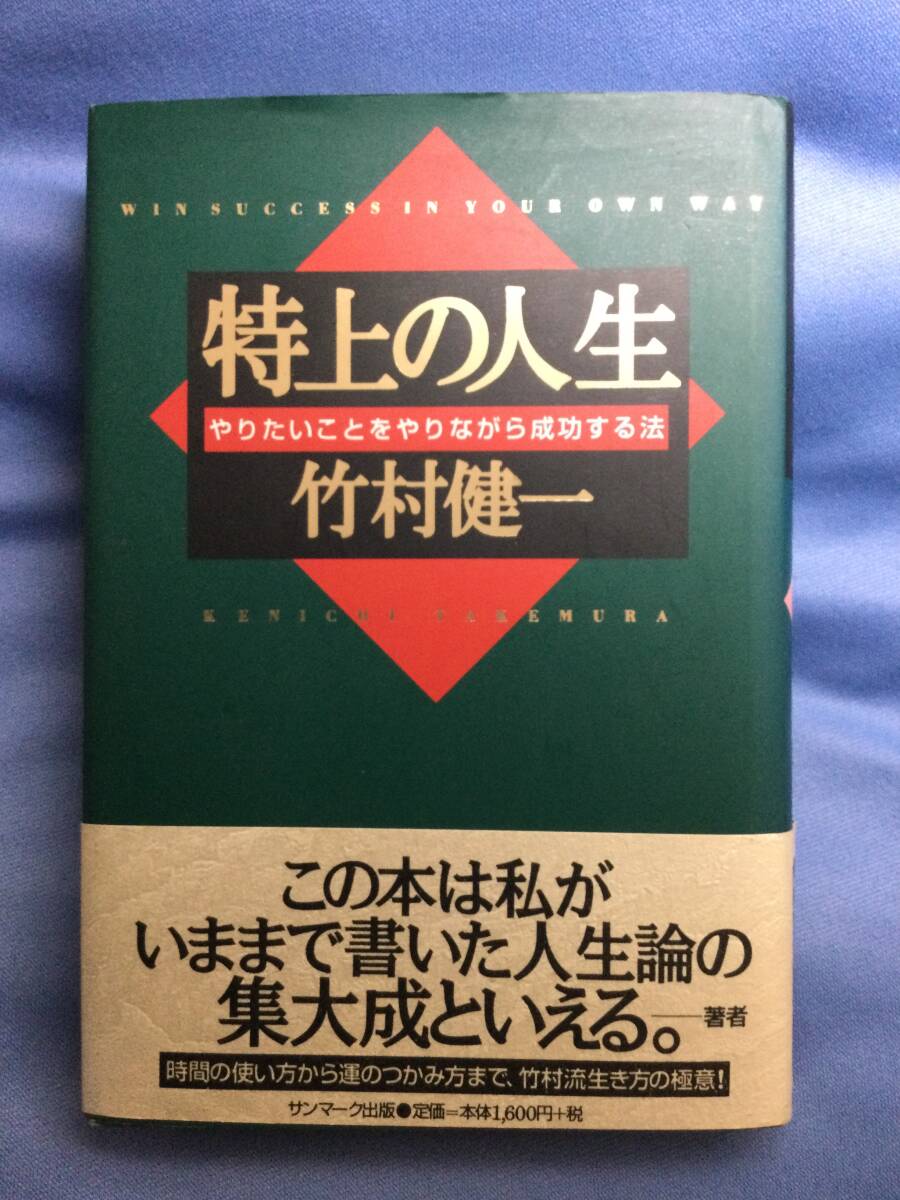 WIN SUCCESS IN YOUR OWN WAY
特上の人生
やりたいことをやりながら成功する法
竹村健一
KENICHI TAKEMURA
この本は私が
いままで書いた人生論の
集大成といえる。——著者
時間の使い方から運のつかみ方まで、竹村流生き方の極意!
サンマーク出版●定価=本体1,600円+税